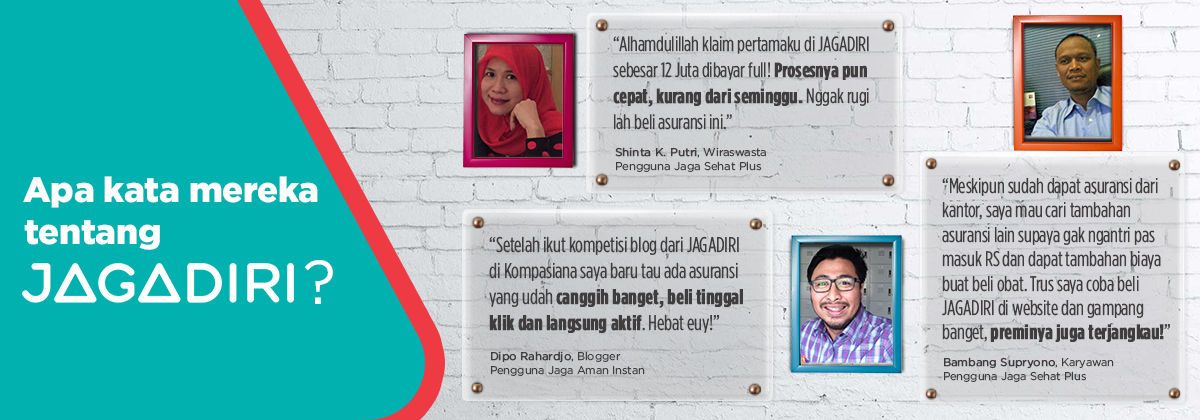 Apa kata mereka
tentang
JAGADIRI?
“Alhamdulillah klaim pertamaku di JAGADIRI
sebesar 12 Juta dibayar full! Prosesnya pun
cepat, kurang dari seminggu. Nggak rugi
lah beli asuransi ini.”
Shinta K. Putri, Wiraswasta
Pengguna Jaga Sehat Plus
“Setelah ikut kompetisi blog dari JAGADIRI
di Kompasiana saya baru tau ada asuransi
yang udah canggih banget, beli tinggal
klik dan langsung aktif. Hebat euy!”
Dipo Rahardjo, Blogger
Pengguna Jaga Aman Instan
“Meskipun sudah dapat asuransi dari
kantor, saya mau cari tambahan
asuransi lain supaya gak ngantri pas
masuk RS dan dapat tambahan biaya
buat beli obat. Trus saya coba beli
JAGADIRI di website dan gampang
banget, preminya juga terjangkau!”
Bambang Supryono, Karyawan
Pengguna Jaga Sehat Plus